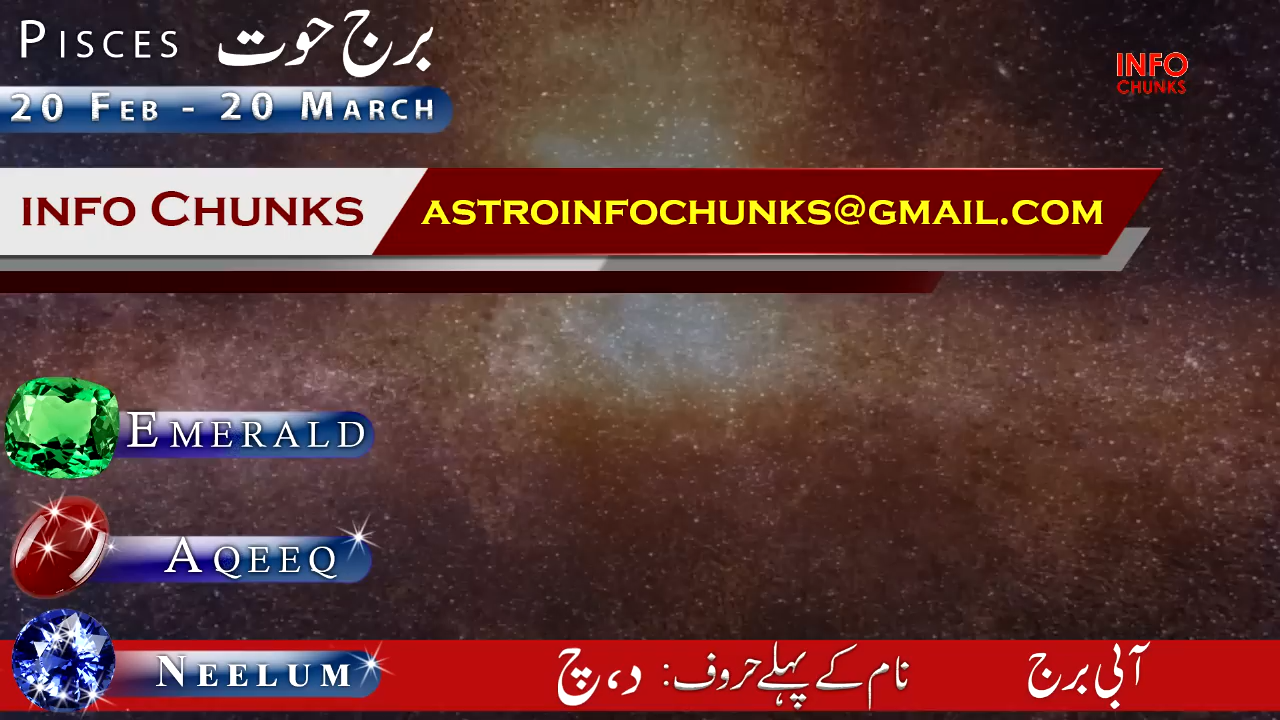 PISCES برج حوت
20 FEB - 20 MARCH
INFO
CHUNKS
INFO CHUNKS ASTROINFOCHUNKS@GMAIL.COM
EMERALD
AQEEQ
NEELUM
آبی برج نام کے پہلے حروف: د، چ